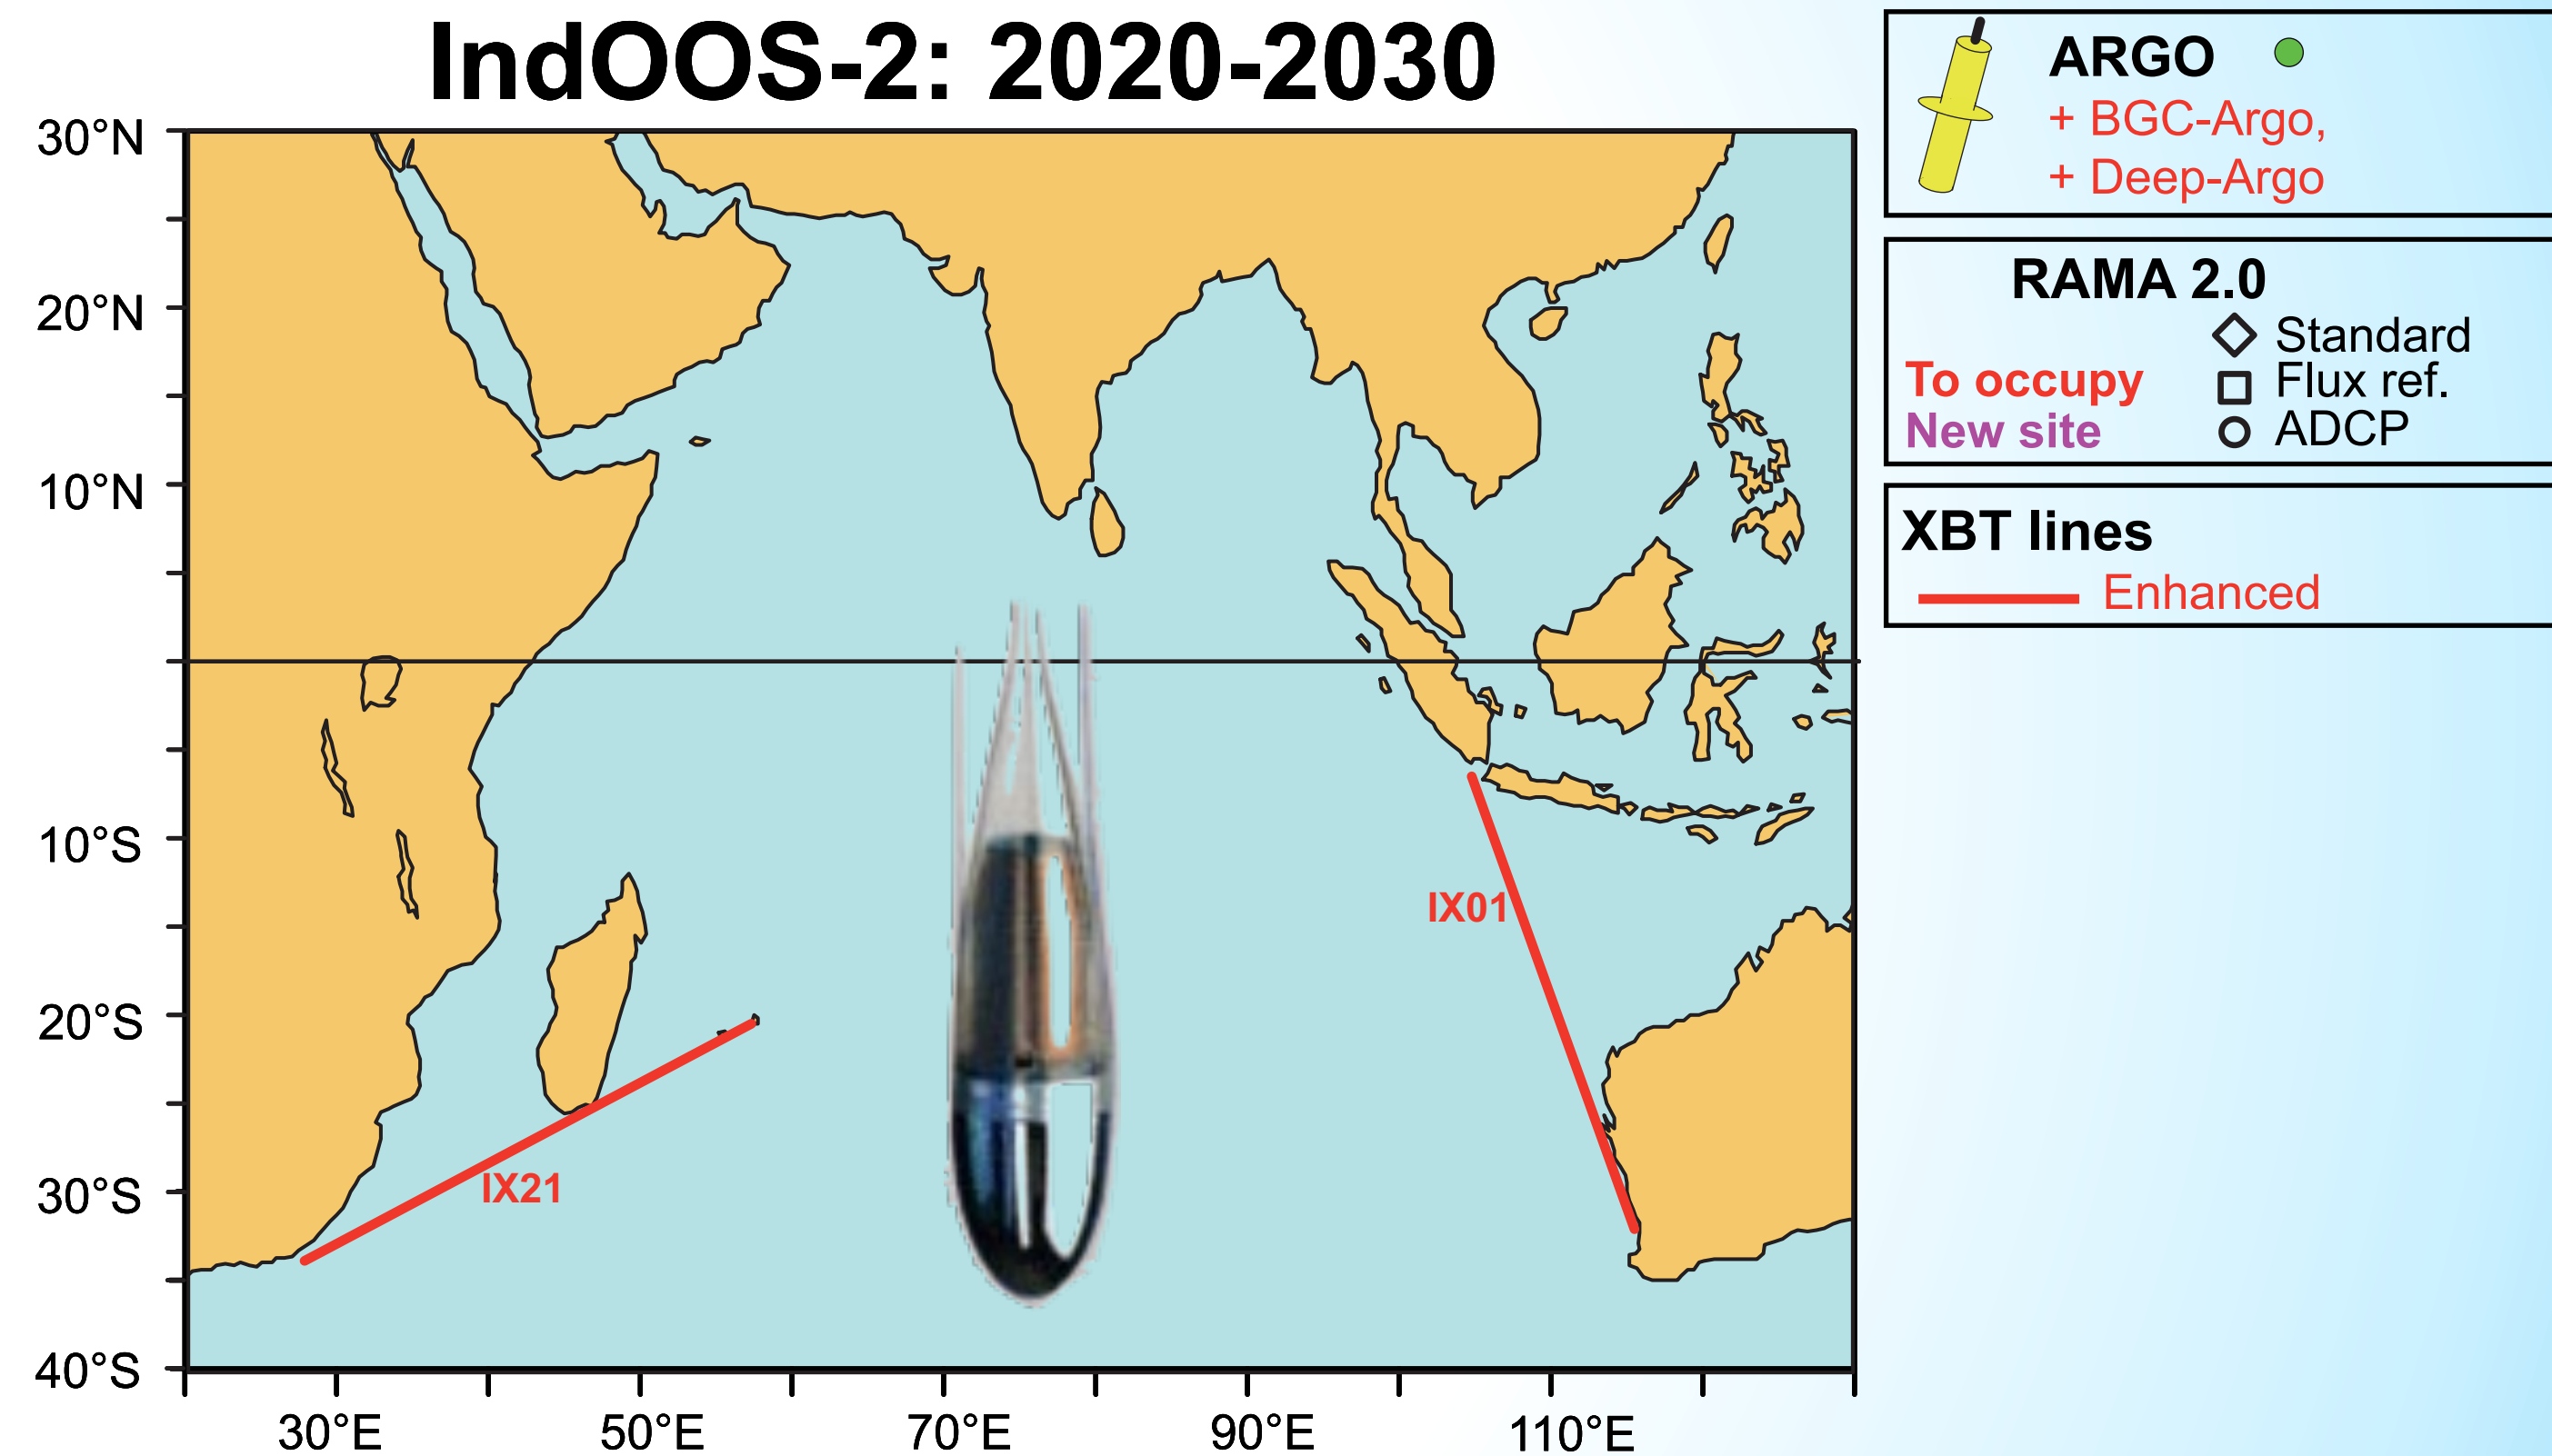 IndOOS-2: 2020-2030
30°N
20°N
10°N
10°S
20°S
30°S
40°S
30°E
50°E
70°E
90°E
110°E
IX01
IX21
ARGO
+ BGC-Argo,
+ Deep-Argo
RAMA 2.0
Standard
To occupy
Flux ref.
New site
ADCP
XBT lines
Enhanced